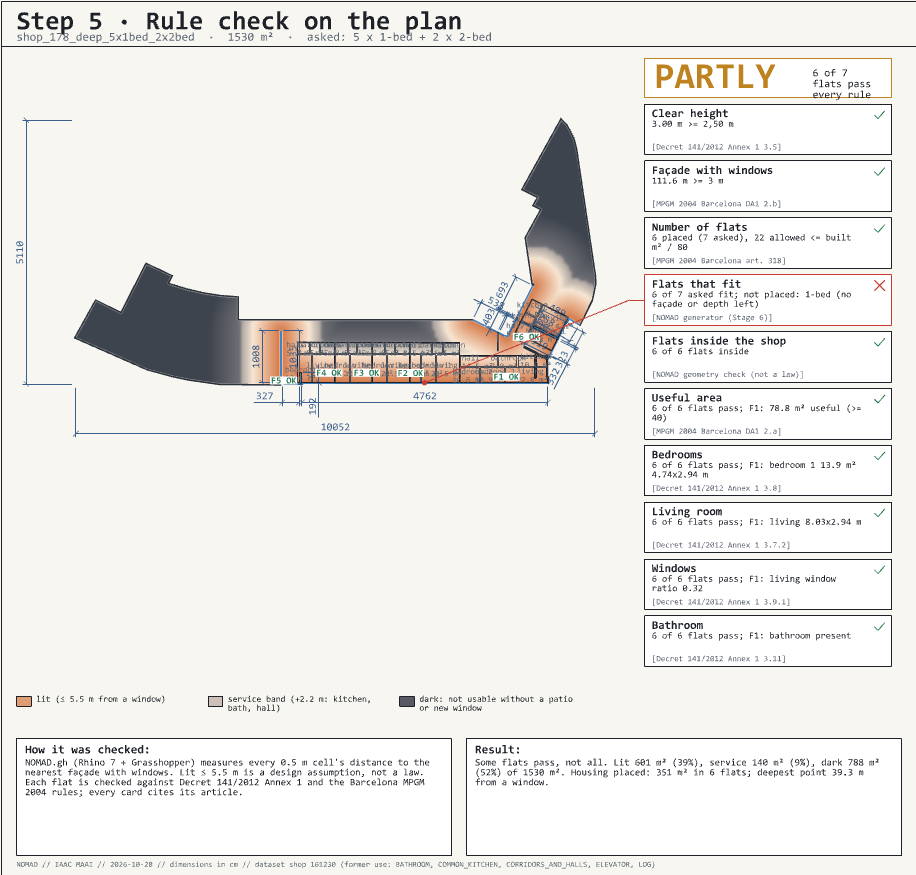 Step 5 · Rule check on the plan
shop_178_deep_5x1bed_2x2bed · 1530 m² · asked: 5 x 1-bed + 2 x 2-bed
PARTLY
6 of 7
flats pass
every rule
Clear height
3.00 m >= 2,50 m
[Decret 141/2012 Annex 1 3.5]
Façade with windows
111.6 m >= 3 m
[MPGM 2004 Barcelona DA1 2.b]
Number of flats
6 placed (7 asked), 22 allowed <= built
m² / 80
[MPGM 2004 Barcelona art. 318]
Flats that fit
6 of 7 asked fit; not placed: 1-bed (no
façade or depth left)
[NOMAD generator (Stage 6)]
Flats inside the shop
6 of 6 flats inside
[NOMAD geometry check (not a law)]
Useful area
6 of 6 flats pass; F1: 78.8 m² useful (>=
40)
[MPGM 2004 Barcelona DA1 2.a]
Bedrooms
6 of 6 flats pass; F1: bedroom 1 13.9 m²
4.74x2.94 m
[Decret 141/2012 Annex 1 3.8]
Living room
6 of 6 flats pass; F1: living 8.03x2.94 m
[Decret 141/2012 Annex 1 3.7.2]
Windows
6 of 6 flats pass; F1: living window
ratio 0.32
[Decret 141/2012 Annex 1 3.9.1]
Bathroom
6 of 6 flats pass; F1: bathroom present
[Decret 141/2012 Annex 1 3.11]
5110
693
F6 OK
1008
F5 OK
F4 OK
F3 OK
F2 OK
F1 OK
327
192
4762
10052
lit (≤ 5.5 m from a window)
service band (+2.2 m: kitchen,
bath, hall)
dark: not usable without a patio
or new window
How it was checked:
NOMAD.gh (Rhino 7 + Grasshopper) measures every 0.5 m cell's distance to the
nearest façade with windows. Lit ≤ 5.5 m is a design assumption, not a law.
Each flat is checked against Decret 141/2012 Annex 1 and the Barcelona MPGM
2004 rules; every card cites its article.
Result:
Some flats pass, not all. Lit 601 m² (39%), service 140 m² (9%), dark 788 m²
(52%) of 1530 m². Housing placed: 351 m² in 6 flats; deepest point 39.3 m
from a window.
NOMAD // IAAC MAAI // 2026-10-28 // dimensions in cm // dataset shop 161230 (former use: BATHROOM, COMMON_KITCHEN, CORRIDORS_AND_HALLS, ELEVATOR, LOG)